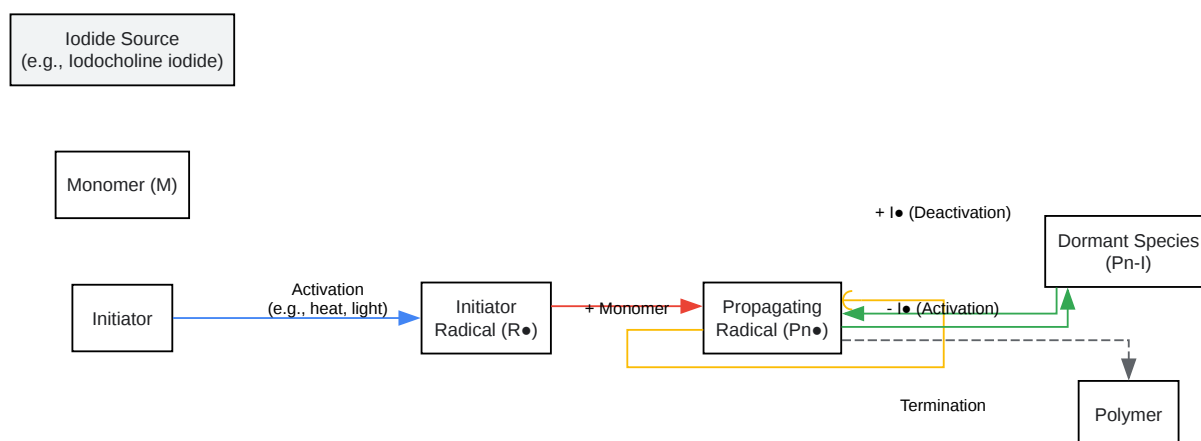 Iodide Source
(e.g., Iodocholine iodide)
Monomer (M)
+ I● (Deactivation)
Dormant Species
(Pn-I)
Activation
(e.g., heat, light)
Initiator
Initiator
Radical (R●)
+ Monomer
Propagating
Radical (Pn●)
- I● (Activation)
Termination
Polymer